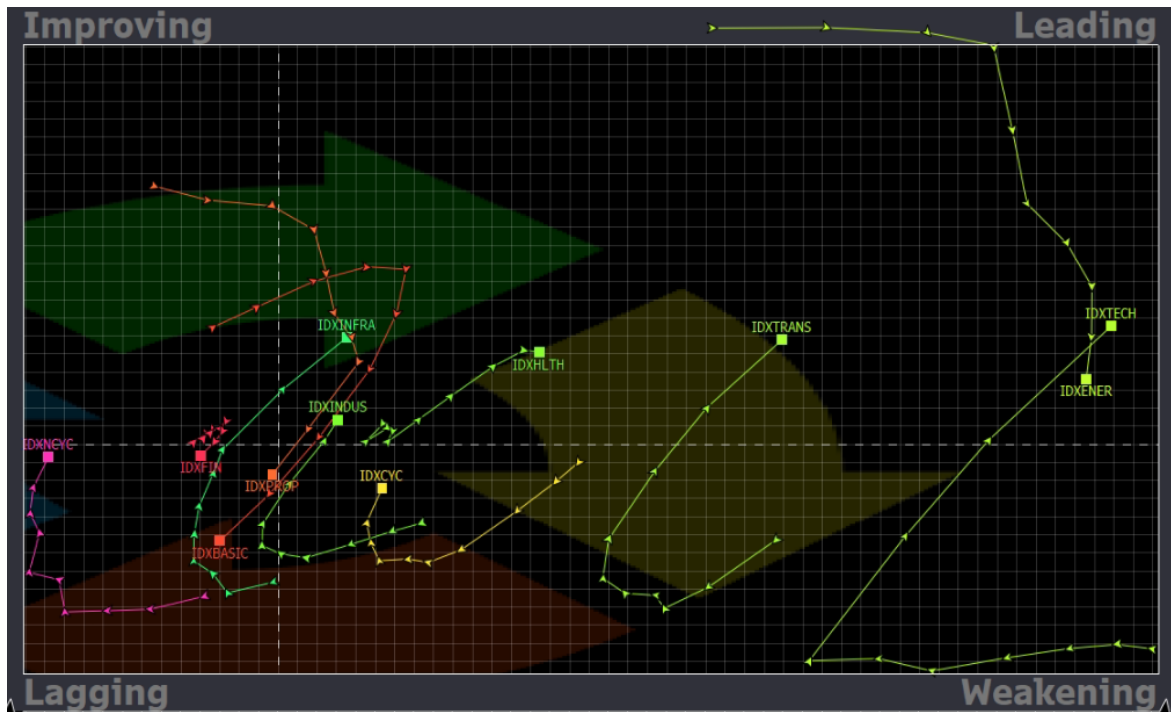 Improving
Leading
IDXINFRA
IDXTRANS
IDXTECH
IDXHLTH
IDXENER
IDXINDUS
IDXNCYC
IDXFIN
IDXPROP
IDXCYC
IDXBASIC
Lagging
Weakening